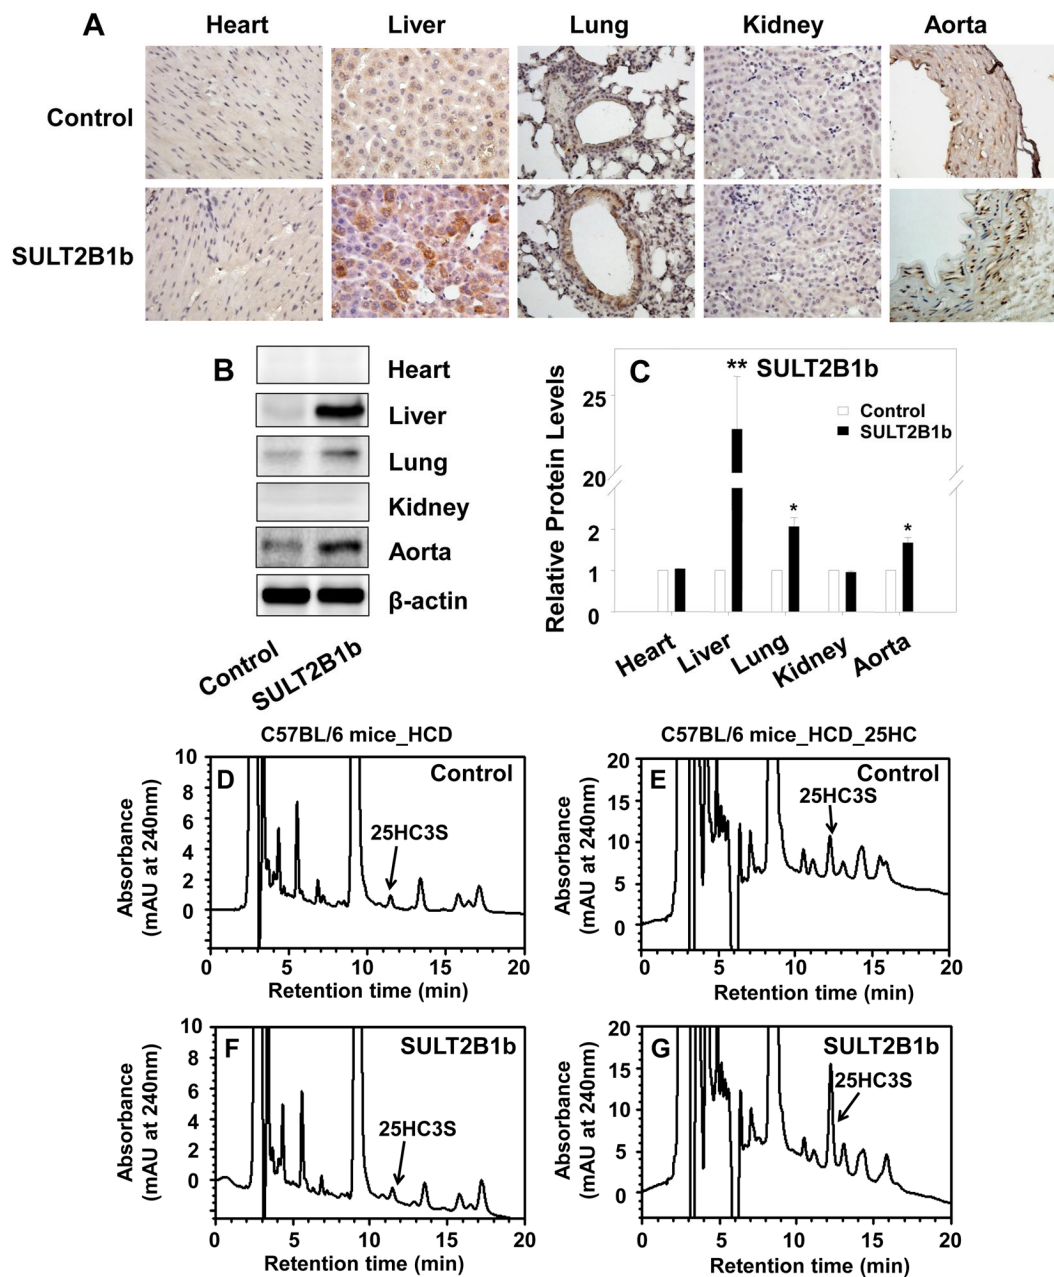 A
Heart Liver Lung Kidney Aorta
Control
SULT2B1b
B
Heart
Liver
Lung
Kidney
Aorta
β-actin
Control SULT2B1b
C
** SULT2B1b
Control
SULT2B1b
Relative Protein Levels
25
20
2
1
0
*
*
Heart Liver Lung Kidney Aorta
C57BL/6 mice_HCD
D
Control
25HC3S
Absorbance
(mAU at 240nm)
10
8
6
4
2
0
0 5 10 15 20
Retention time (min)
C57BL/6 mice_HCD_25HC
E
Control
25HC3S
Absorbance
(mAU at 240nm)
20
15
10
5
0
0 5 10 15 20
Retention time (min)
F
SULT2B1b
25HC3S
Absorbance
(mAU at 240nm)
10
8
6
4
2
0
0 5 10 15 20
Retention time (min)
G
SULT2B1b
25HC3S
Absorbance
(mAU at 240nm)
20
15
10
5
0
0 5 10 15 20
Retention time (min)